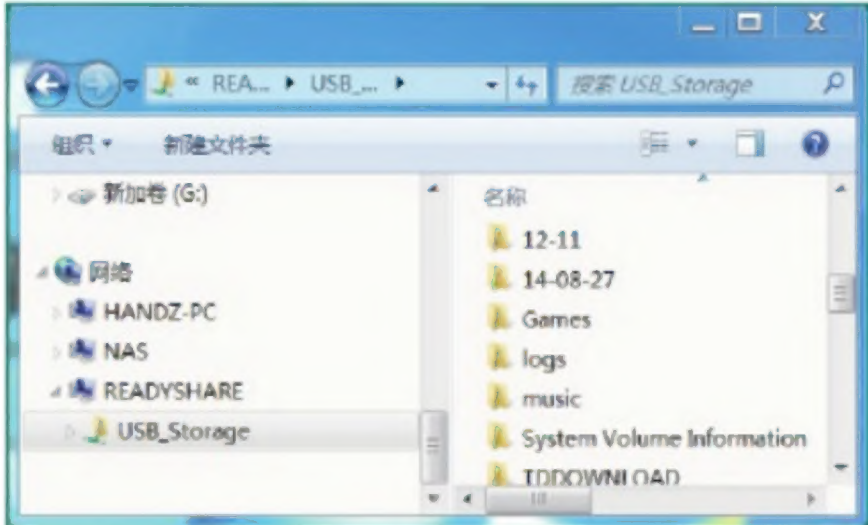 « REA... ▸ USB_... ▸ 搜索 USB_Storage
组织 新建文件夹
新加卷 (G:)
网络
HANDZ-PC
NAS
READYSHARE
USB_Storage
名称
12-11
14-08-27
Games
logs
music
System Volume Information
TDDOWNLOAD